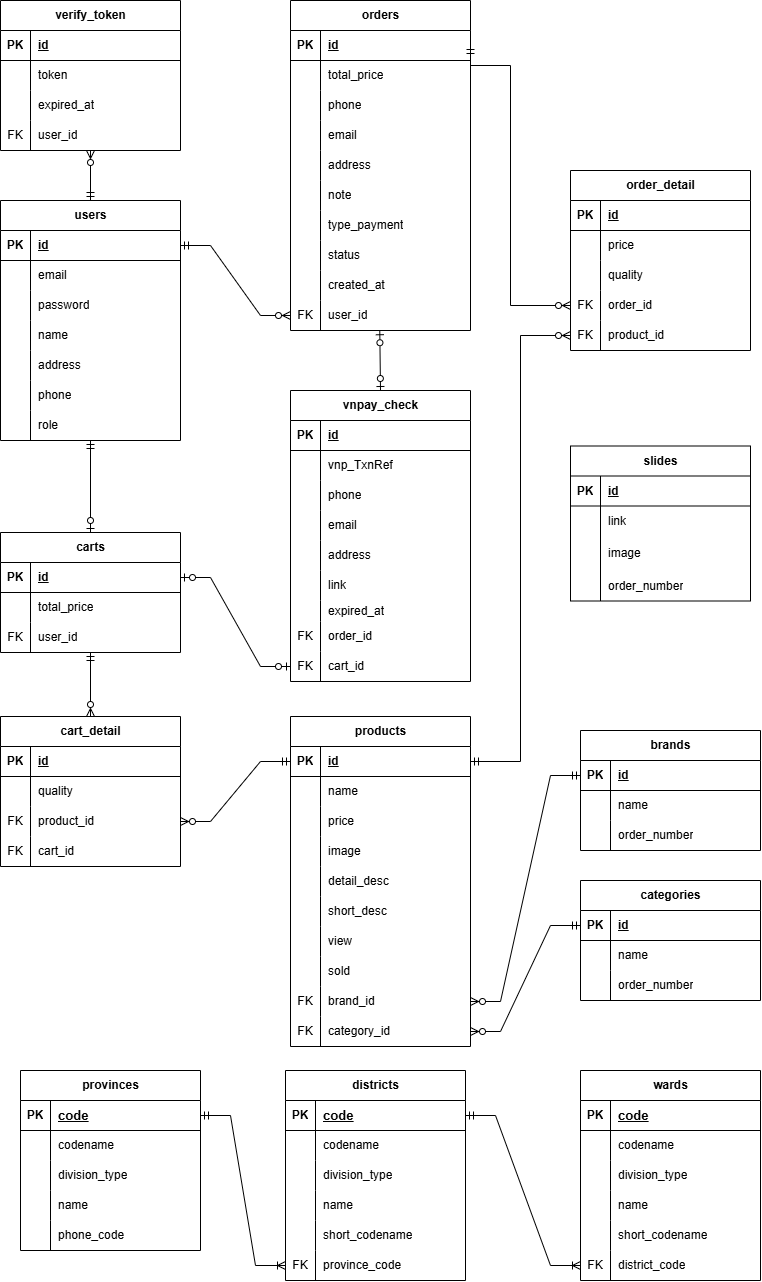 verify_token
PK id
token
expired_at
FK user_id
orders
PK id
total_price
phone
email
address
note
type_payment
status
created_at
FK user_id
order_detail
PK id
price
quality
FK order_id
FK product_id
users
PK id
email
password
name
address
phone
role
vnpay_check
PK id
vnp_TxnRef
phone
email
address
link
expired_at
FK order_id
FK cart_id
slides
PK id
link
image
order_number
carts
PK id
total_price
FK user_id
cart_detail
PK id
quality
FK product_id
FK cart_id
products
PK id
name
price
image
detail_desc
short_desc
view
sold
FK brand_id
FK category_id
brands
PK id
name
order_number
categories
PK id
name
order_number
provinces
PK code
codename
division_type
name
phone_code
districts
PK code
codename
division_type
name
short_codename
FK province_code
wards
PK code
codename
division_type
name
short_codename
FK district_code